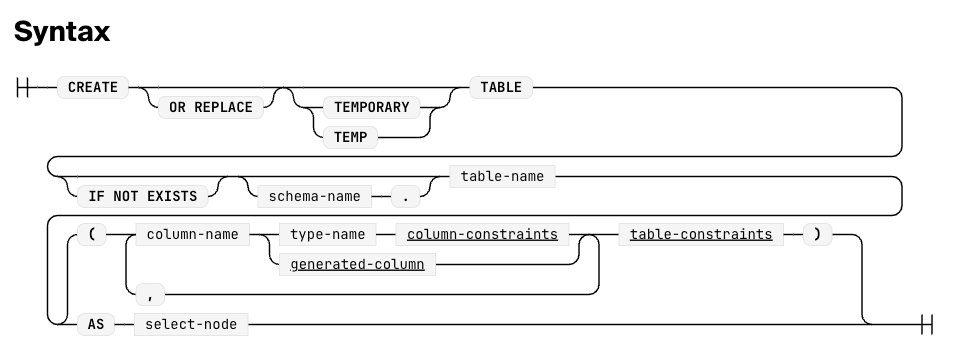 Syntax
CREATE TABLE
OR REPLACE TEMPORARY
TEMP
table-name
IF NOT EXISTS schema-name .
( column-name type-name column-constraints table-constraints )
generated-column
,
AS select-node